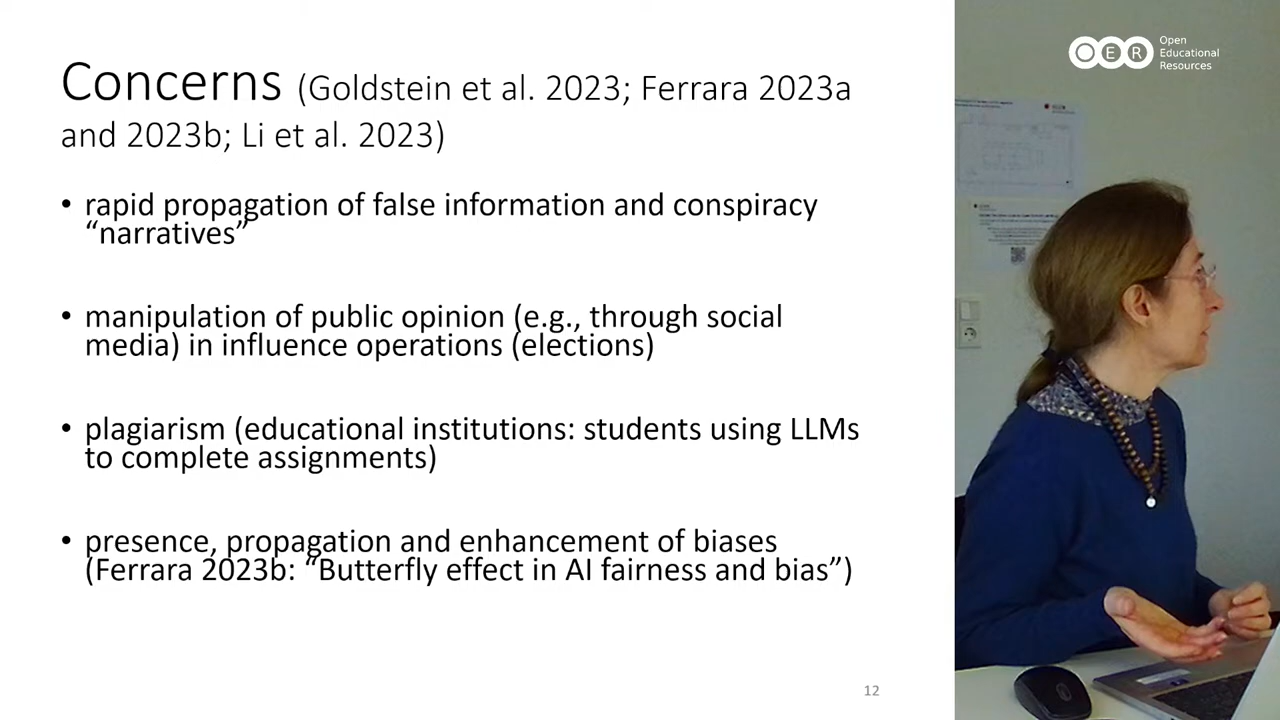 Concerns (Goldstein et al. 2023; Ferrara 2023a
and 2023b; Li et al. 2023)
• rapid propagation of false information and conspiracy
“narratives”
• manipulation of public opinion (e.g., through social
media) in influence operations (elections)
• plagiarism (educational institutions: students using LLMs
to complete assignments)
• presence, propagation and enhancement of biases
(Ferrara 2023b: “Butterfly effect in AI fairness and bias”)
12
OER
Open
Educational
Resources